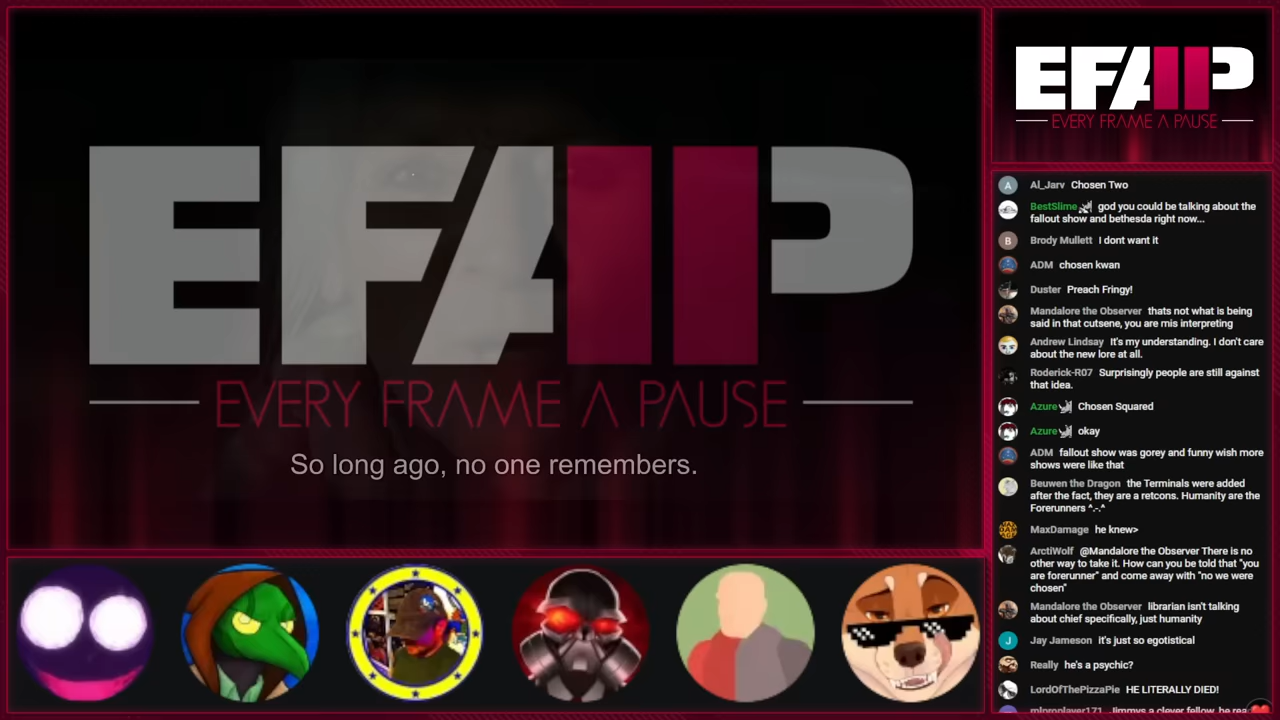 EFAP
EVERY FRAME A PAUSE
So long ago, no one remembers.
EFAP
EVERY FRAME A PAUSE
A Al_Jarv Chosen Two
BestSlime god you could be talking about the
fallout show and bethesda right now...
B Brody Mullett I dont want it
ADM chosen kwan
Duster Preach Fringy!
Mandalore the Observer thats not what is being
said in that cutsene, you are mis interpreting
Andrew Lindsay It's my understanding. I don't care
about the new lore at all.
Roderick-R07 Surprisingly people are still against
that idea.
Azure Chosen Squared
Azure okay
ADM fallout show was gorey and funny wish more
shows were like that
Beuwen the Dragon the Terminals were added
after the fact, they are a retcons. Humanity are the
Forerunners ^.-.^
MaxDamage he knew>
ArctiWolf @Mandalore the Observer There is no
other way to take it. How can you be told that "you
are forerunner" and come away with "no we were
chosen"
Mandalore the Observer librarian isn't talking
about chief specifically, just humanity
J Jay Jameson it's just so egotistical
Really he's a psychic?
LordOfThePizzaPie HE LITERALLY DIED!
Jimmys a clever fellow, he